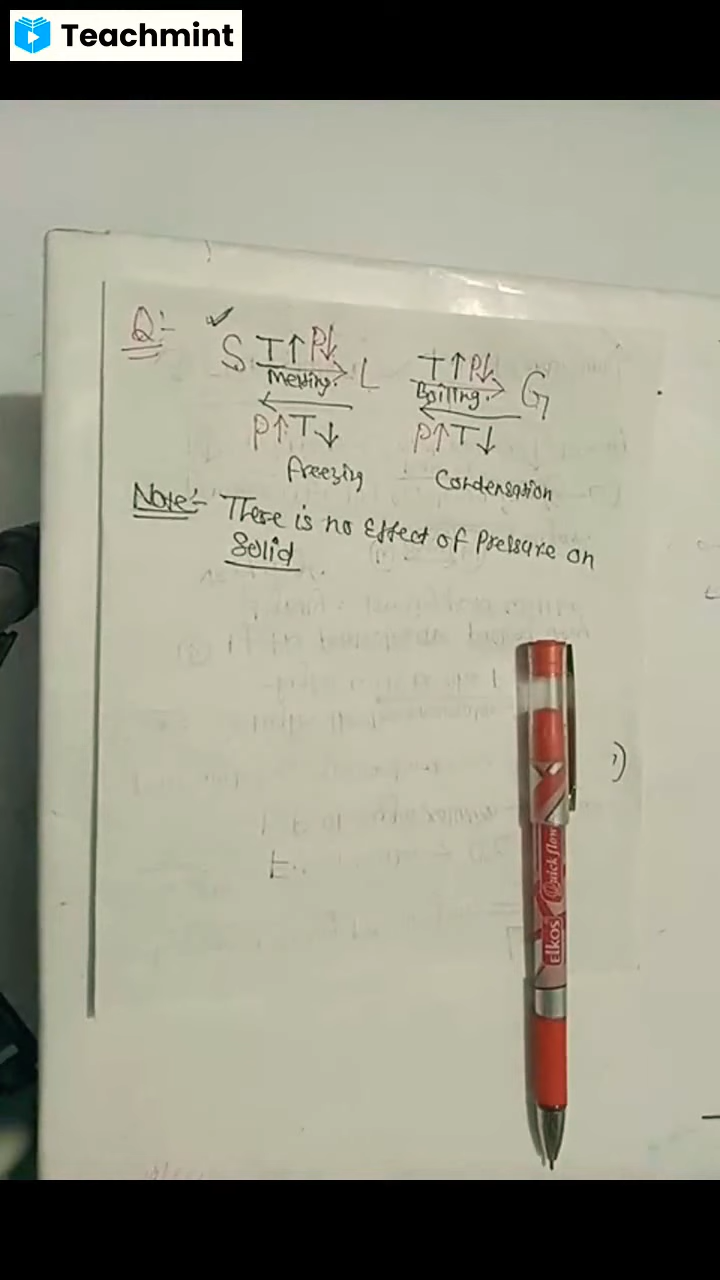 Teachmint
Q:-
S T↑ P↓ L T↑ P↓ G
Melting. Boiling.
P↑ T↓ P↑ T↓
Freezing Condensation
Note:- There is no Effect of Pressure on
Solid
Elkos Quick flow